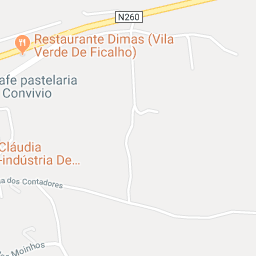 N260
Restaurante Dimas (Vila
Verde De Ficalho)
afe pastelaria
Convivio
Cláudia
-indústria De...
a dos Contadores
Moinhos